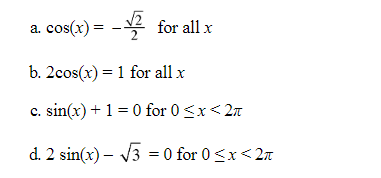 a. cos(x) = −√2/2 for all x
b. 2cos(x) = 1 for all x
c. sin(x) + 1 = 0 for 0 ≤ x < 2π
d. 2 sin(x) – √3 = 0 for 0 ≤ x < 2π